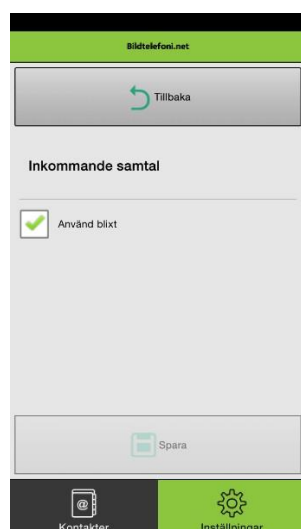 Bildtelefoni.net
Tillbaka
Inkommande samtal
Använd blixt
Spara
Kontakter
Inställningar